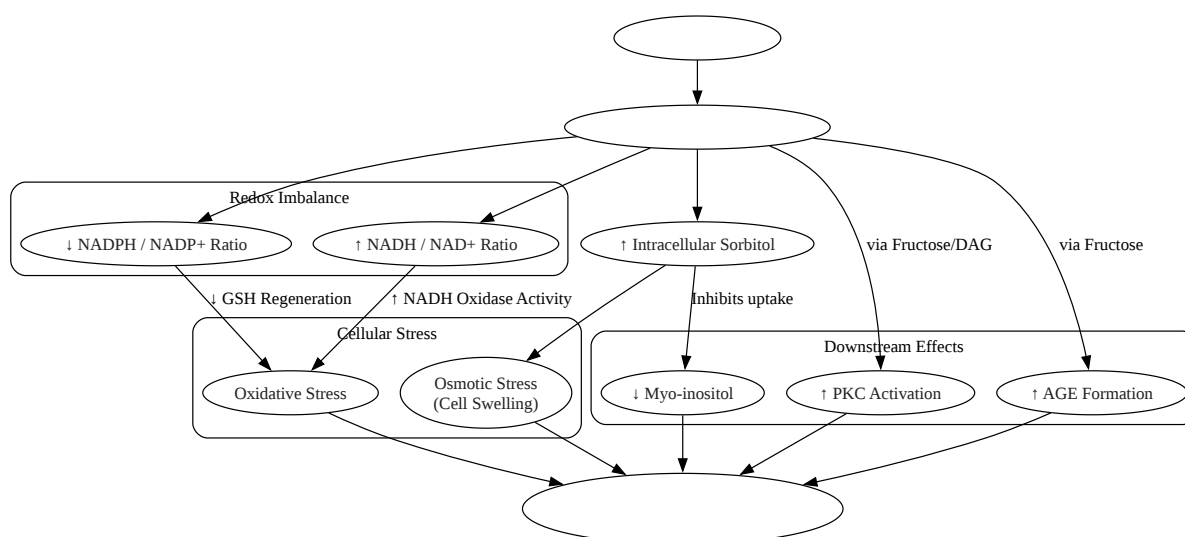 Redox Imbalance
↓ NADPH / NADP+ Ratio
↑ NADH / NAD+ Ratio
↑ Intracellular Sorbitol
via Fructose/DAG
via Fructose
↓ GSH Regeneration
↑ NADH Oxidase Activity
Inhibits uptake
Cellular Stress
Downstream Effects
Oxidative Stress
Osmotic Stress
(Cell Swelling)
↓ Myo-inositol
↑ PKC Activation
↑ AGE Formation